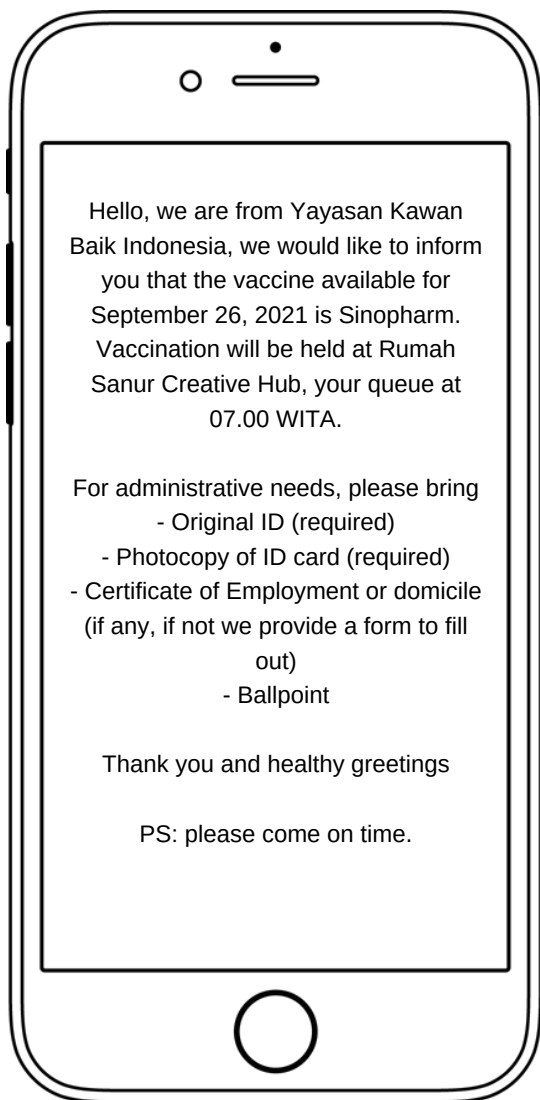 Hello, we are from Yayasan Kawan
Baik Indonesia, we would like to inform
you that the vaccine available for
September 26, 2021 is Sinopharm.
Vaccination will be held at Rumah
Sanur Creative Hub, your queue at
07.00 WITA.
For administrative needs, please bring
- Original ID (required)
- Photocopy of ID card (required)
- Certificate of Employment or domicile
(if any, if not we provide a form to fill
out)
- Ballpoint
Thank you and healthy greetings
PS: please come on time.